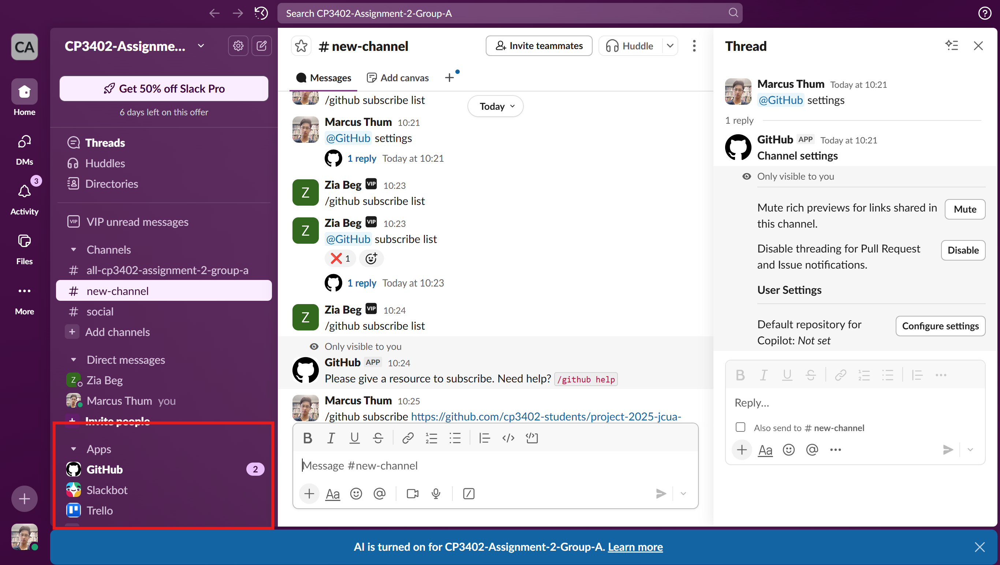 Search CP3402-Assignment-2-Group-A
CA
Home
DMs
3
Activity
Files
More
CP3402-Assignme...
Get 50% off Slack Pro
6 days left on this offer
Threads
Huddles
Directories
VIP VIP unread messages
Channels
# all-cp3402-assignment-2-group-a
# new-channel
# social
+ Add channels
Direct messages
Z Zia Beg
Marcus Thum you
+ Invite people
Apps
GitHub 2
Slackbot
Trello
# new-channel
Invite teammates
Huddle
Messages
Add canvas
+
/github subscribe list
Today
Marcus Thum 10:21
@GitHub settings
1 reply Today at 10:21
Z
Zia Beg VIP 10:23
/github subscribe list
Z
Zia Beg VIP 10:23
@GitHub subscribe list
❌ 1
1 reply Today at 10:23
Z
Zia Beg VIP 10:24
/github subscribe list
Only visible to you
GitHub APP 10:24
Please give a resource to subscribe. Need help? /github help
Marcus Thum 10:25
/github subscribe https://github.com/cp3402-students/project-2025-jcua-
B I U S
Message #new-channel
+ Aa @
Thread
Marcus Thum Today at 10:21
@GitHub settings
1 reply
GitHub APP Today at 10:21
Channel settings
Only visible to you
Mute rich previews for links shared in
this channel.
Mute
Disable threading for Pull Request
and Issue notifications.
Disable
User Settings
Default repository for
Copilot: Not set
Configure settings
B I U S
Reply...
Also send to # new-channel
+ Aa @
AI is turned on for CP3402-Assignment-2-Group-A. Learn more